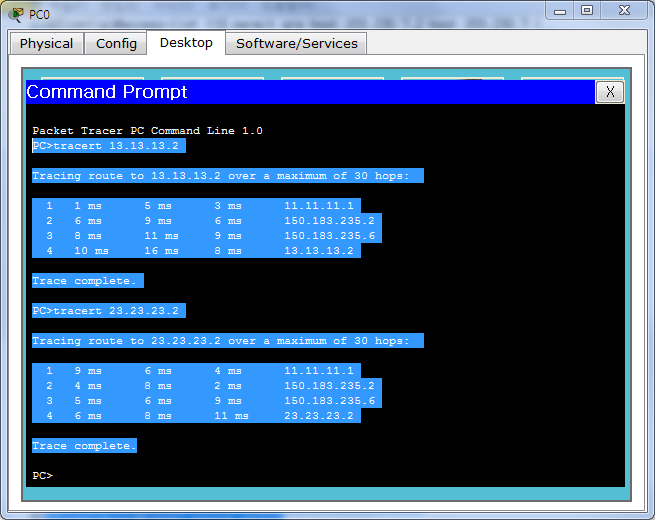 PC0
Physical Config Desktop Software/Services
Command Prompt X
Packet Tracer PC Command Line 1.0
PC>tracert 13.13.13.2
Tracing route to 13.13.13.2 over a maximum of 30 hops:
1 1 ms 5 ms 3 ms 11.11.11.1
2 6 ms 9 ms 6 ms 150.183.235.2
3 8 ms 11 ms 9 ms 150.183.235.6
4 10 ms 16 ms 8 ms 13.13.13.2
Trace complete.
PC>tracert 23.23.23.2
Tracing route to 23.23.23.2 over a maximum of 30 hops:
1 9 ms 6 ms 4 ms 11.11.11.1
2 4 ms 8 ms 2 ms 150.183.235.2
3 5 ms 6 ms 9 ms 150.183.235.6
4 6 ms 8 ms 11 ms 23.23.23.2
Trace complete.
PC>